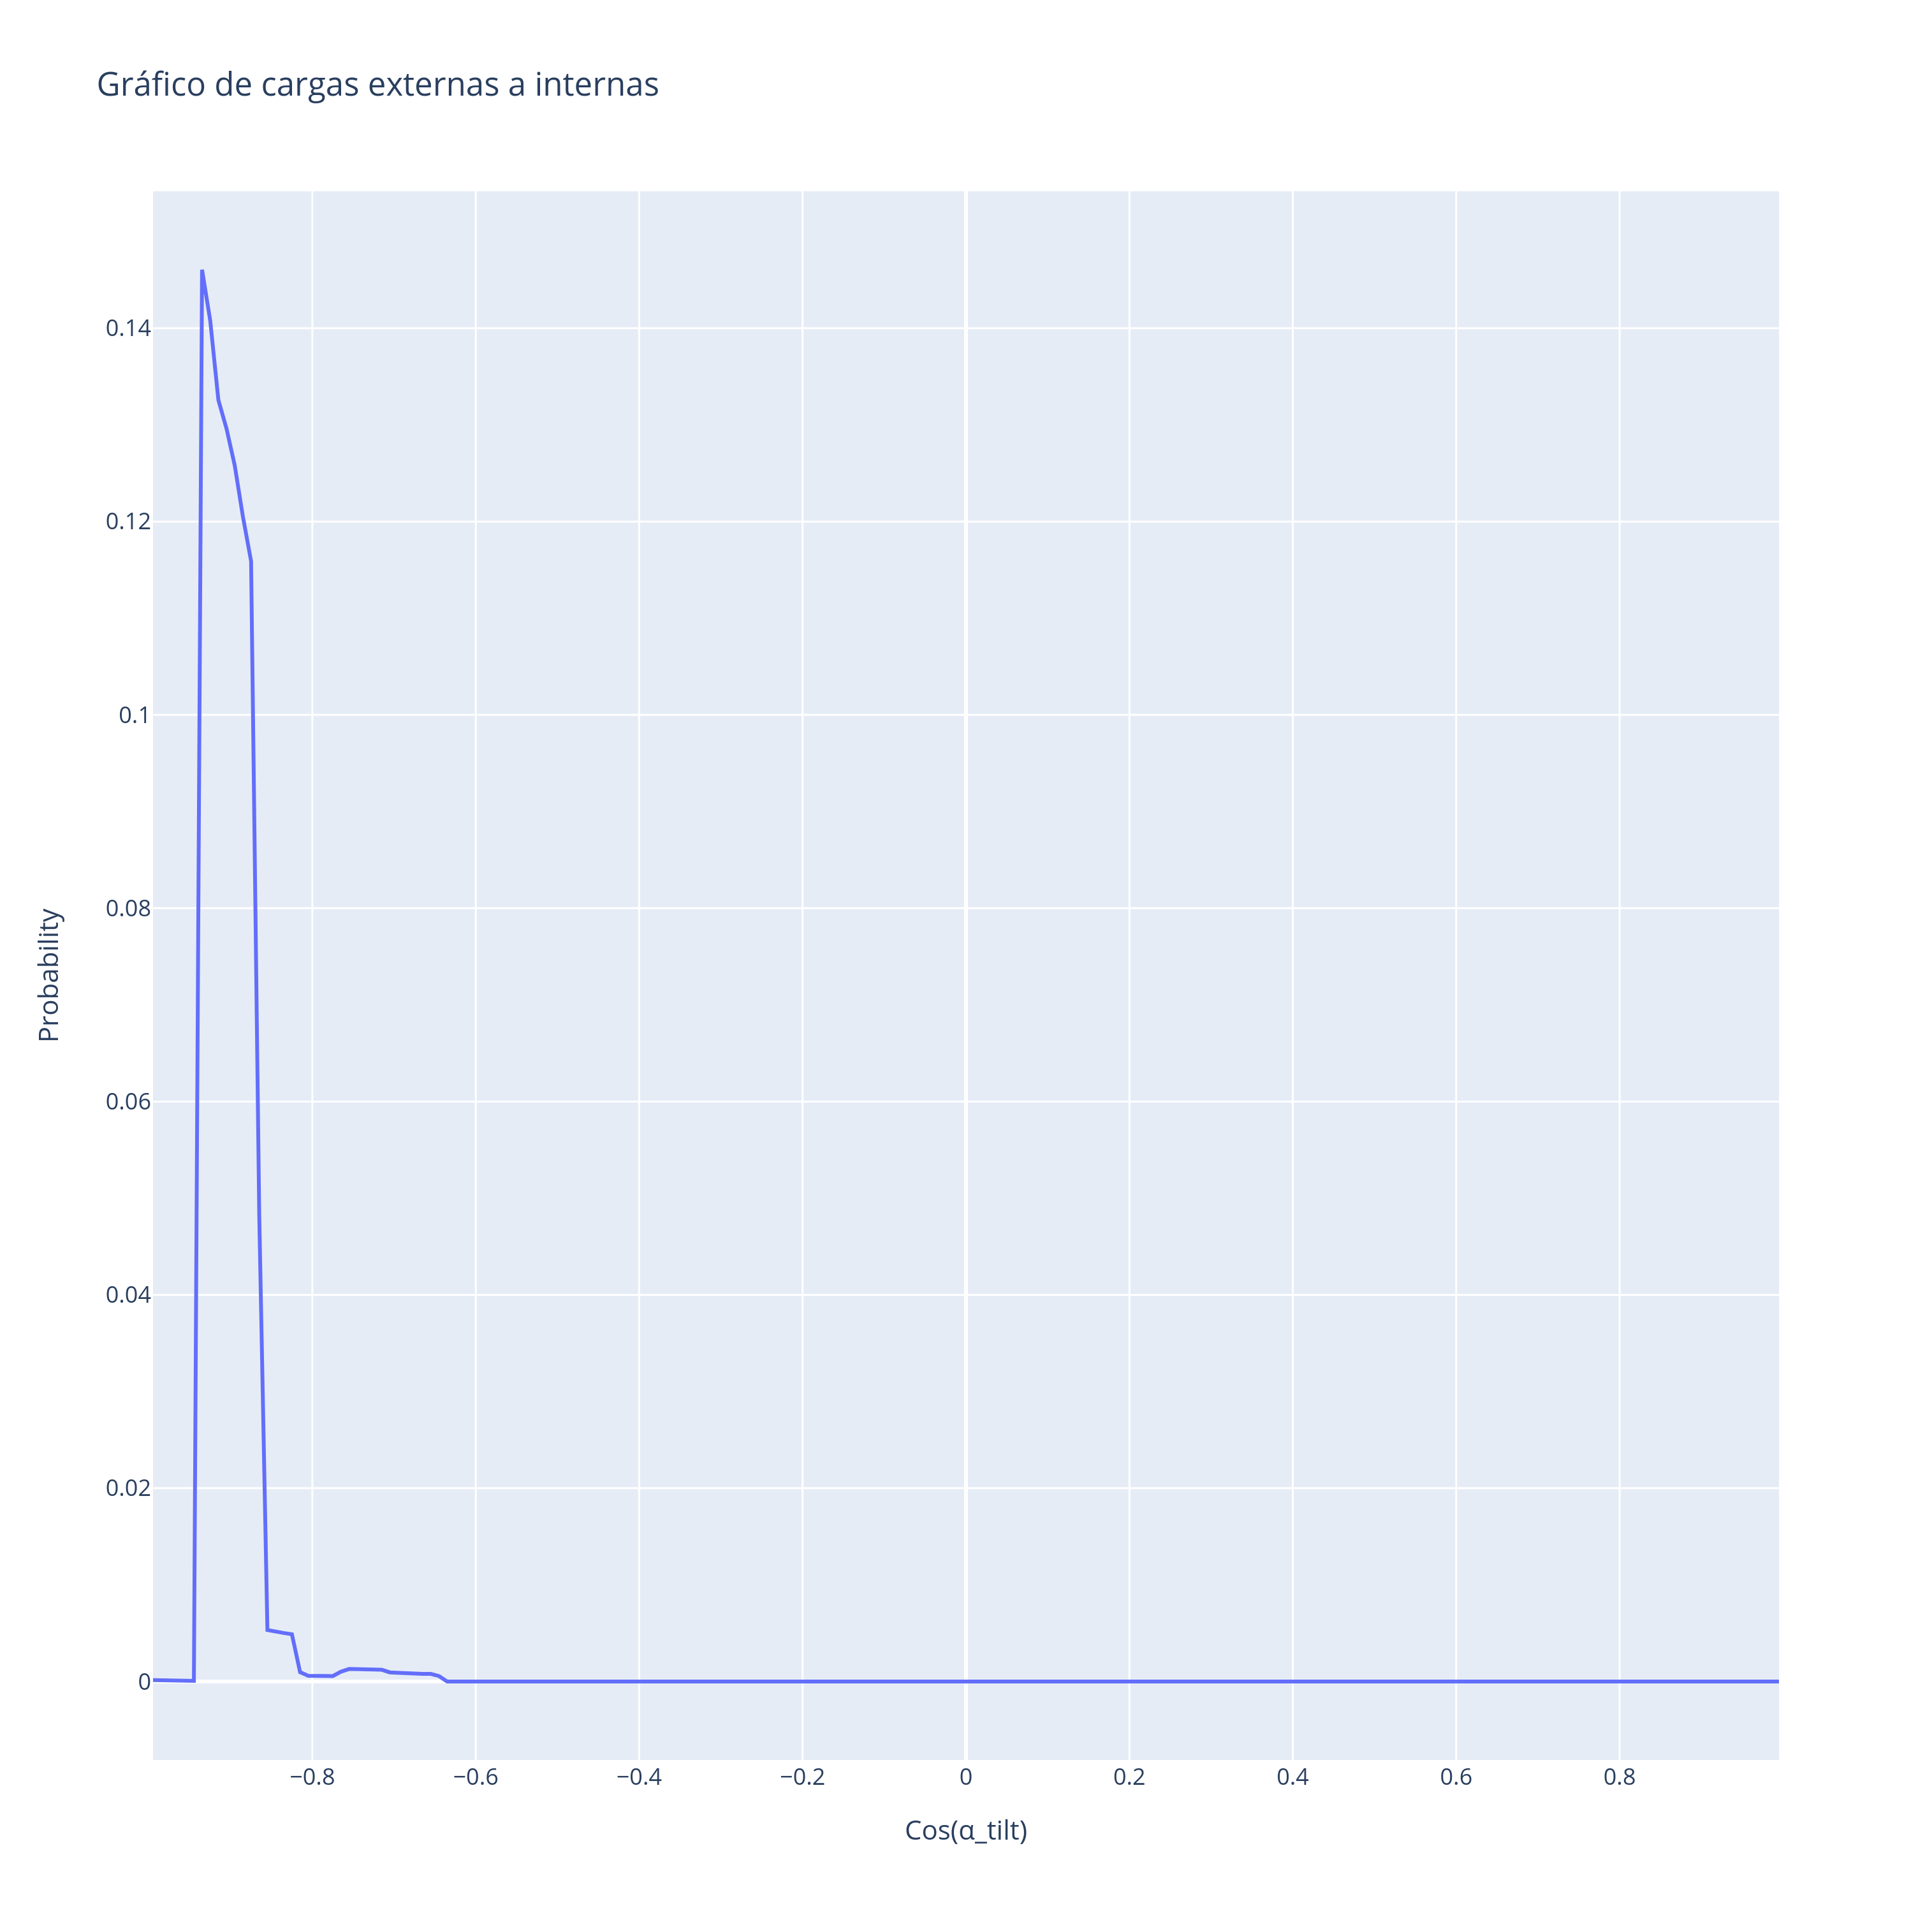 Gráfico de cargas externas a internas
0.14
0.12
0.1
0.08
0.06
0.04
0.02
0
Probability
−0.8 −0.6 −0.4 −0.2 0 0.2 0.4 0.6 0.8
Cos(α_tilt)